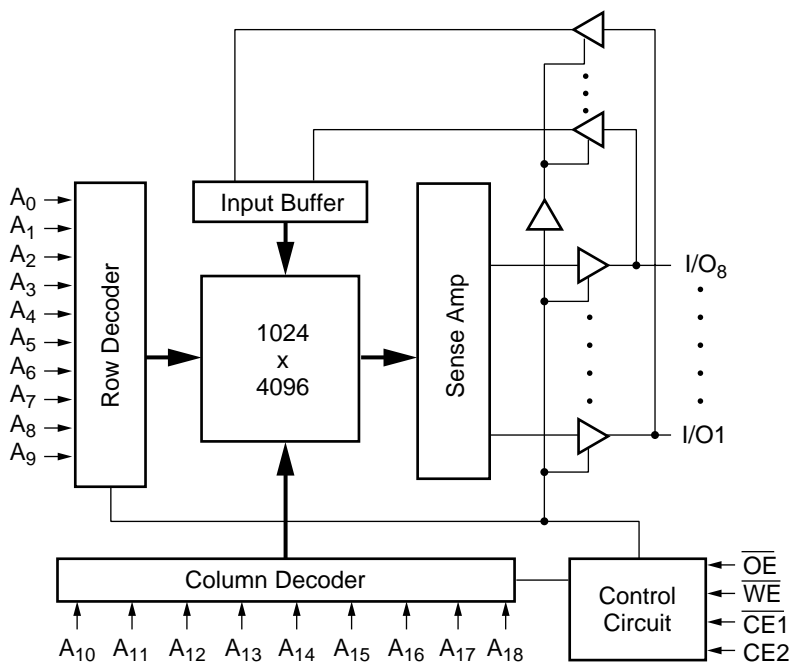 Input Buffer
A0
A1
A2
A3
A4
A5
A6
A7
A8
A9
Row Decoder
1024
x
4096
Sense Amp
I/O8
I/O1
Column Decoder
A10
A11
A12
A13
A14
A15
A16
A17
A18
Control
Circuit
OE
WE
CE1
CE2